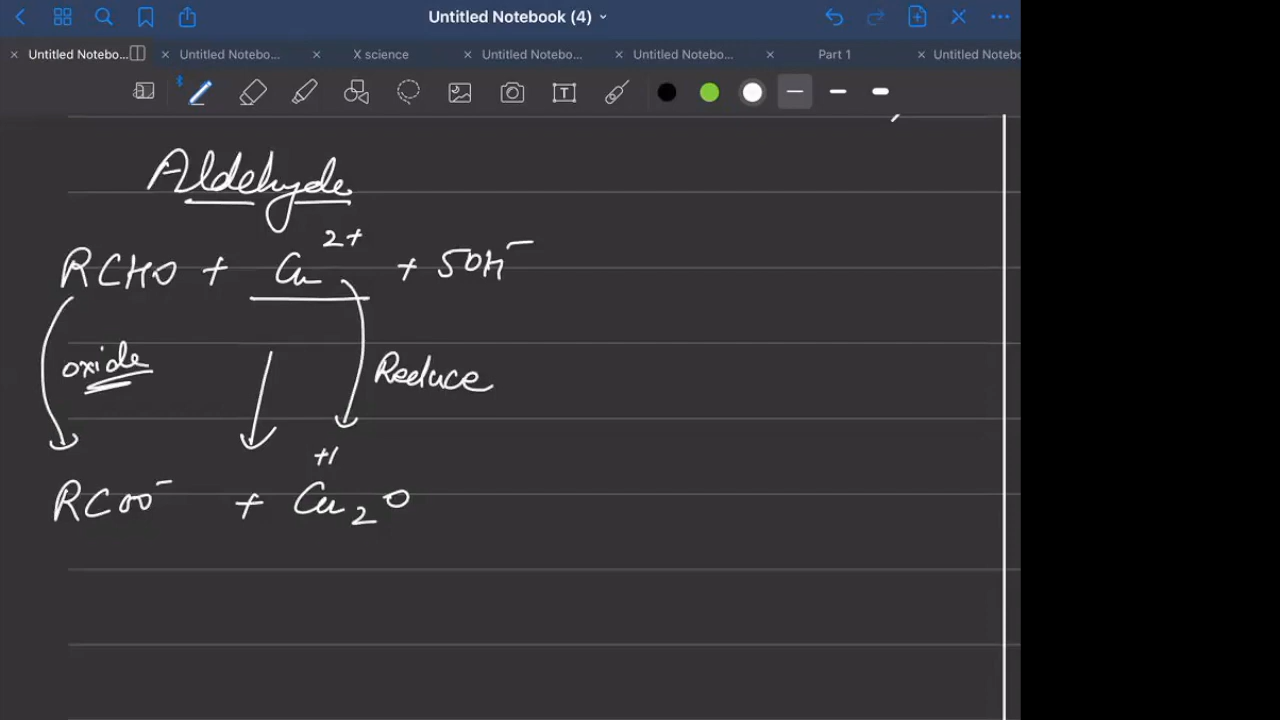 Untitled Notebook (4)
Untitled Notebo... Untitled Notebo... X science Untitled Notebo... Untitled Notebo... Part 1 Untitled Notebo
T
Aldehyde
RCHO + Cu²⁺ + 5OH⁻
oxide
Reduce
+1
RCOO⁻ + Cu₂O